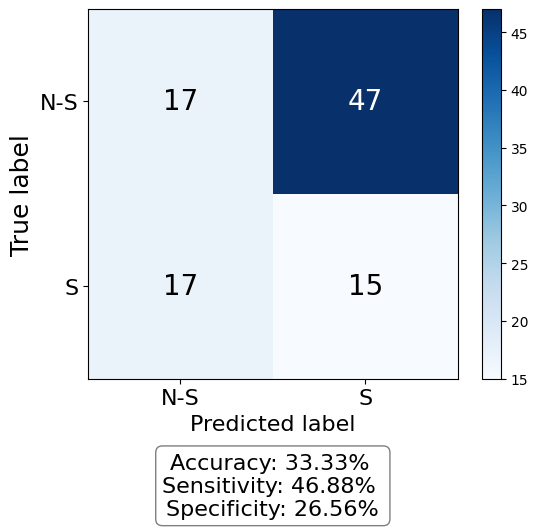 45
N-S
17
47
40
True label
35
30
25
S
17
15
20
15
N-S
S
Predicted label
Accuracy: 33.33%
Sensitivity: 46.88%
Specificity: 26.56%